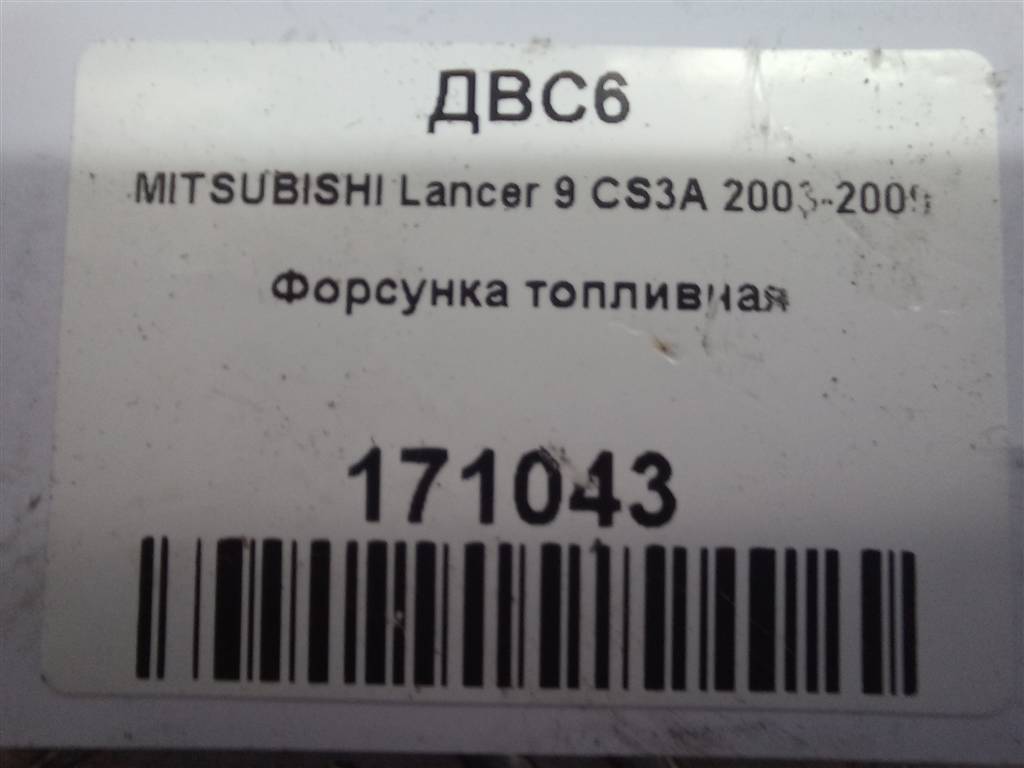 ДВС6
MITSUBISHI Lancer 9 CS3A 2003-2009
Форсунка топливная
171043